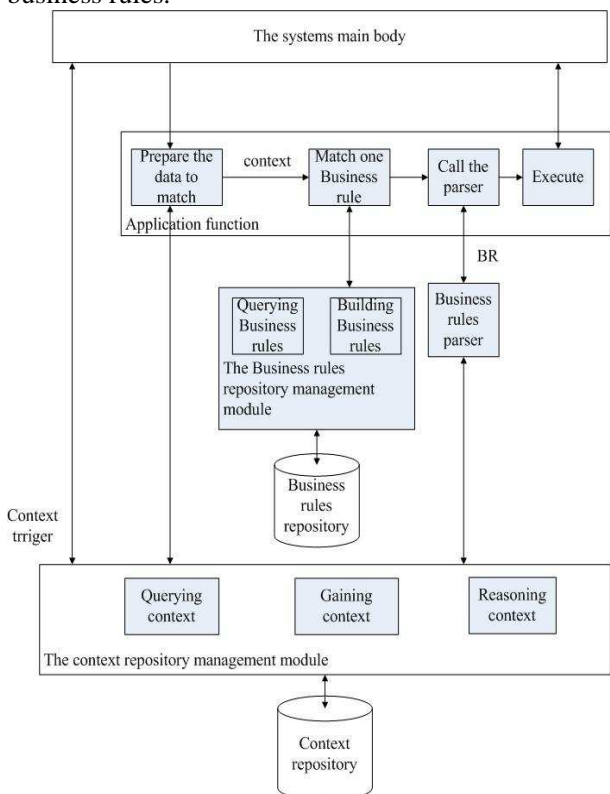 business rules.
The systems main body
Prepare the
data to
match
context
Match one
Business
rule
Call the
parser
Execute
Application function
BR
Querying
Business
rules
Building
Business
rules
Business
rules
parser
The Business rules
repository management
module
Business
rules
repository
Context
trriger
Querying
context
Gaining
context
Reasoning
context
The context repository management module
Context
repository